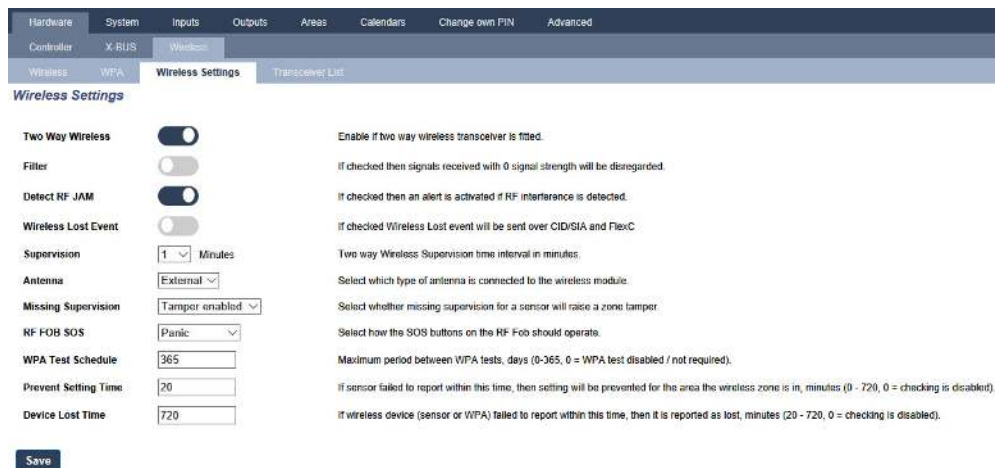 Hardware System Inputs Outputs Areas Calendars Change own PIN Advanced
Controller X-BUS Wireless
Wireless WPA Wireless Settings Transceiver List
Wireless Settings
Two Way Wireless Enable if two way wireless transceiver is fitted.
Filter If checked then signals received with 0 signal strength will be disregarded.
Detect RF JAM If checked then an alert is activated if RF interference is detected.
Wireless Lost Event If checked Wireless Lost event will be sent over CID/SIA and FlexC
Supervision 1 Minutes Two way Wireless Supervision time interval in minutes.
Antenna External Select which type of antenna is connected to the wireless module.
Missing Supervision Tamper enabled Select whether missing supervision for a sensor will raise a zone tamper
RF FOB SOS Panic Select how the SOS buttons on the RF Fob should operate.
WPA Test Schedule 365 Maximum period between WPA tests, days (0-365, 0 = WPA test disabled / not required).
Prevent Setting Time 20 If sensor failed to report within this time, then setting will be prevented for the area the wireless zone is in, minutes (0 - 720, 0 = checking is disabled).
Device Lost Time 720 If wireless device (sensor or WPA) failed to report within this time, then it is reported as lost, minutes (20 - 720, 0 = checking is disabled).
Save